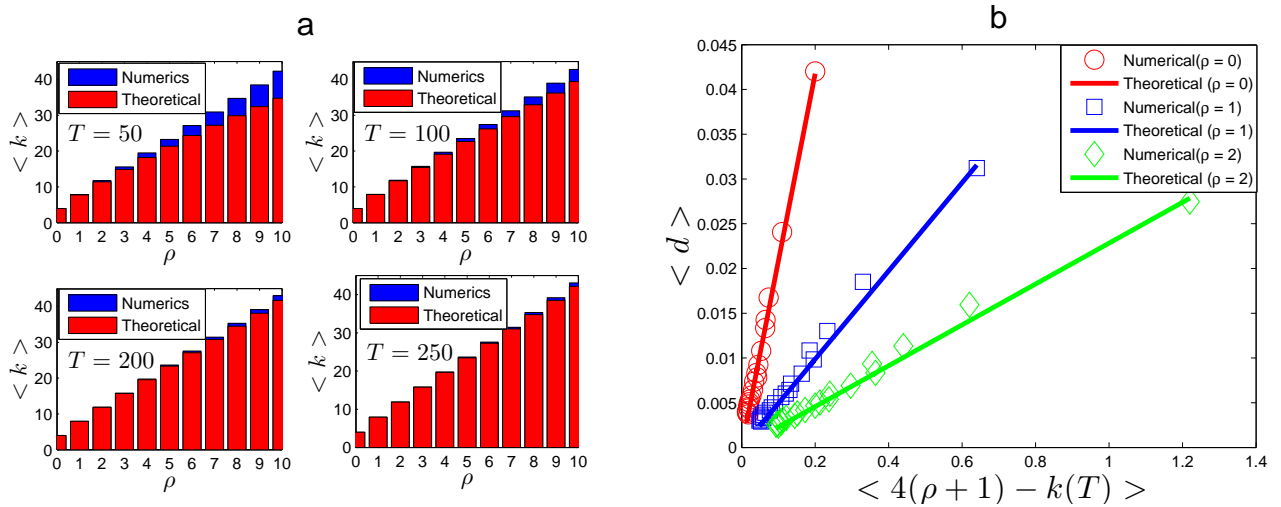 a
Numerics
Theoretical
T = 50
< k >
40
30
20
10
0
0 1 2 3 4 5 6 7 8 9 10
ρ
Numerics
Theoretical
T = 100
< k >
40
30
20
10
0
0 1 2 3 4 5 6 7 8 9 10
ρ
Numerics
Theoretical
T = 200
< k >
40
30
20
10
0
0 1 2 3 4 5 6 7 8 9 10
ρ
Numerics
Theoretical
T = 250
< k >
40
30
20
10
0
0 1 2 3 4 5 6 7 8 9 10
ρ
b
Numerical(ρ = 0)
Theoretical (ρ = 0)
Numerical(ρ = 1)
Theoretical (ρ = 1)
Numerical(ρ = 2)
Theoretical (ρ = 2)
< d >
0.045
0.04
0.035
0.03
0.025
0.02
0.015
0.01
0.005
0
0 0.2 0.4 0.6 0.8 1 1.2 1.4
< 4(ρ + 1) − k(T) >